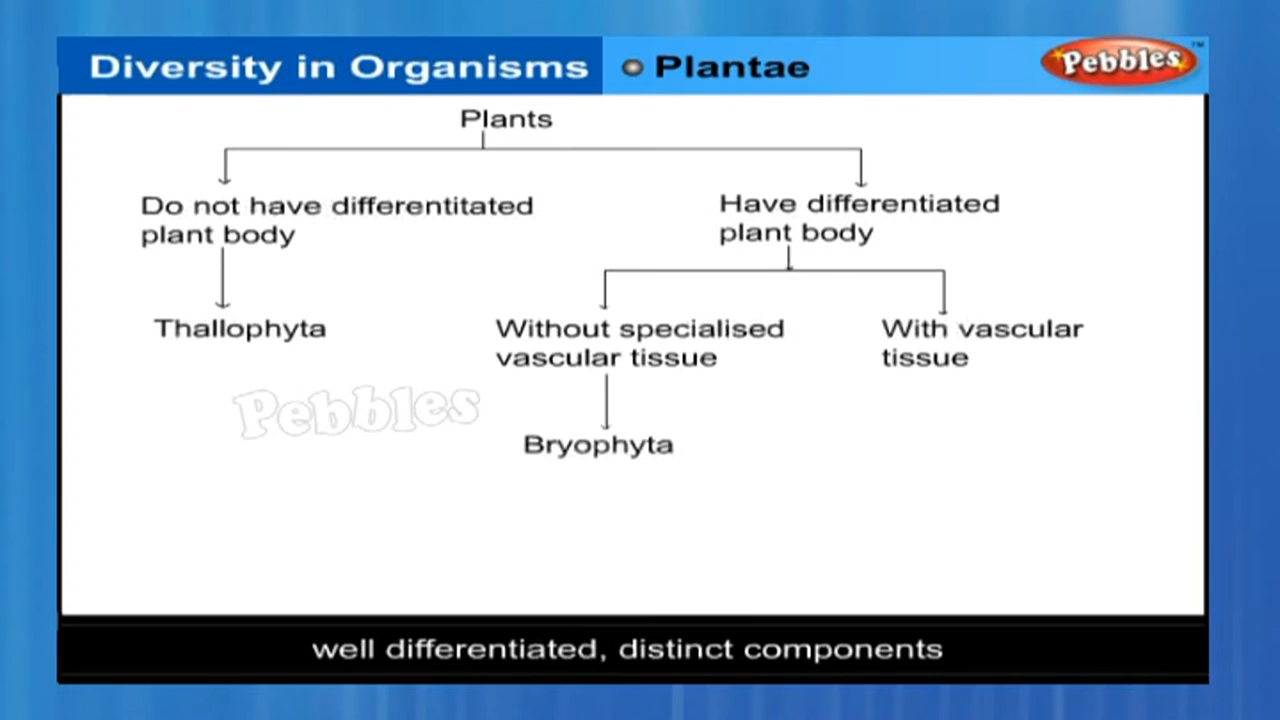 Diversity in Organisms
Plantae
Pebbles™
Plants
Do not have differentitated
plant body
Have differentiated
plant body
Thallophyta
Without specialised
vascular tissue
With vascular
tissue
Pebbles
Bryophyta
well differentiated, distinct components